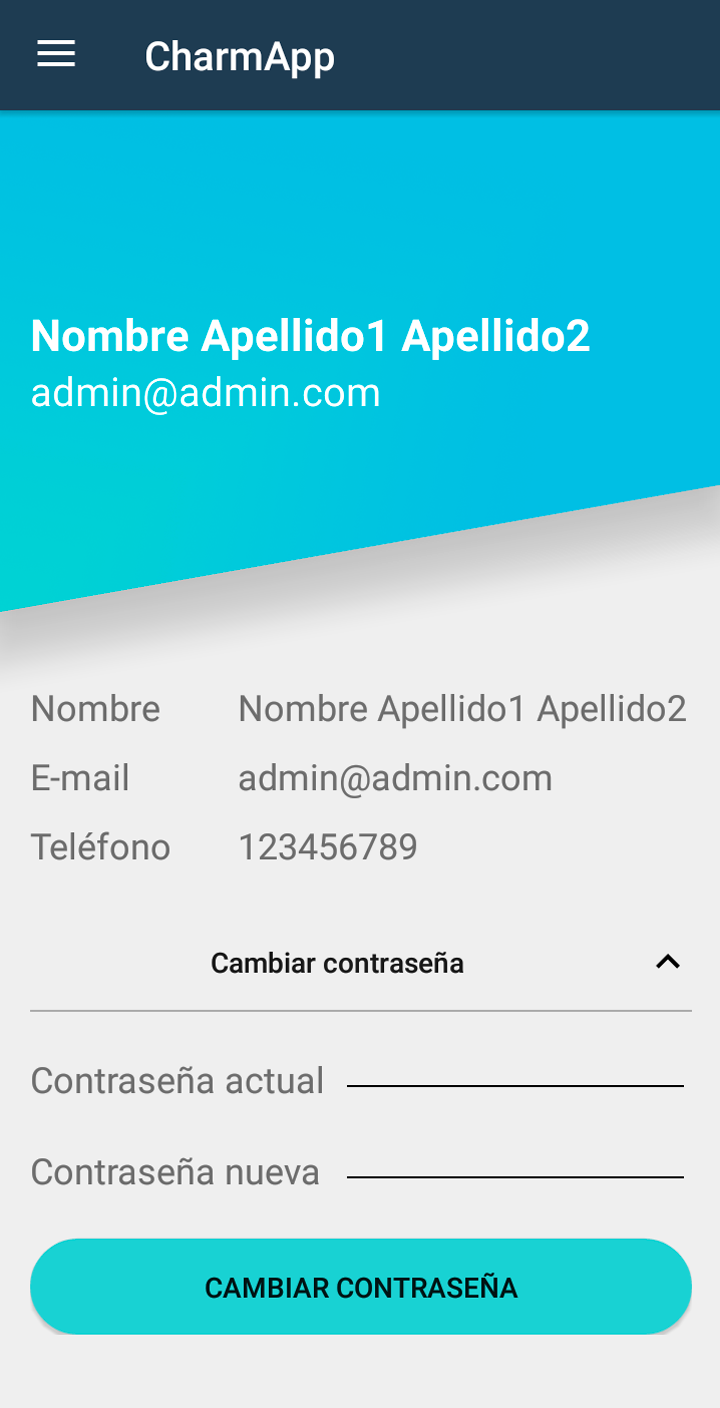 CharmApp
Nombre Apellido1 Apellido2
admin@admin.com
Nombre Nombre Apellido1 Apellido2
E-mail admin@admin.com
Teléfono 123456789
Cambiar contraseña
Contraseña actual
Contraseña nueva
CAMBIAR CONTRASEÑA